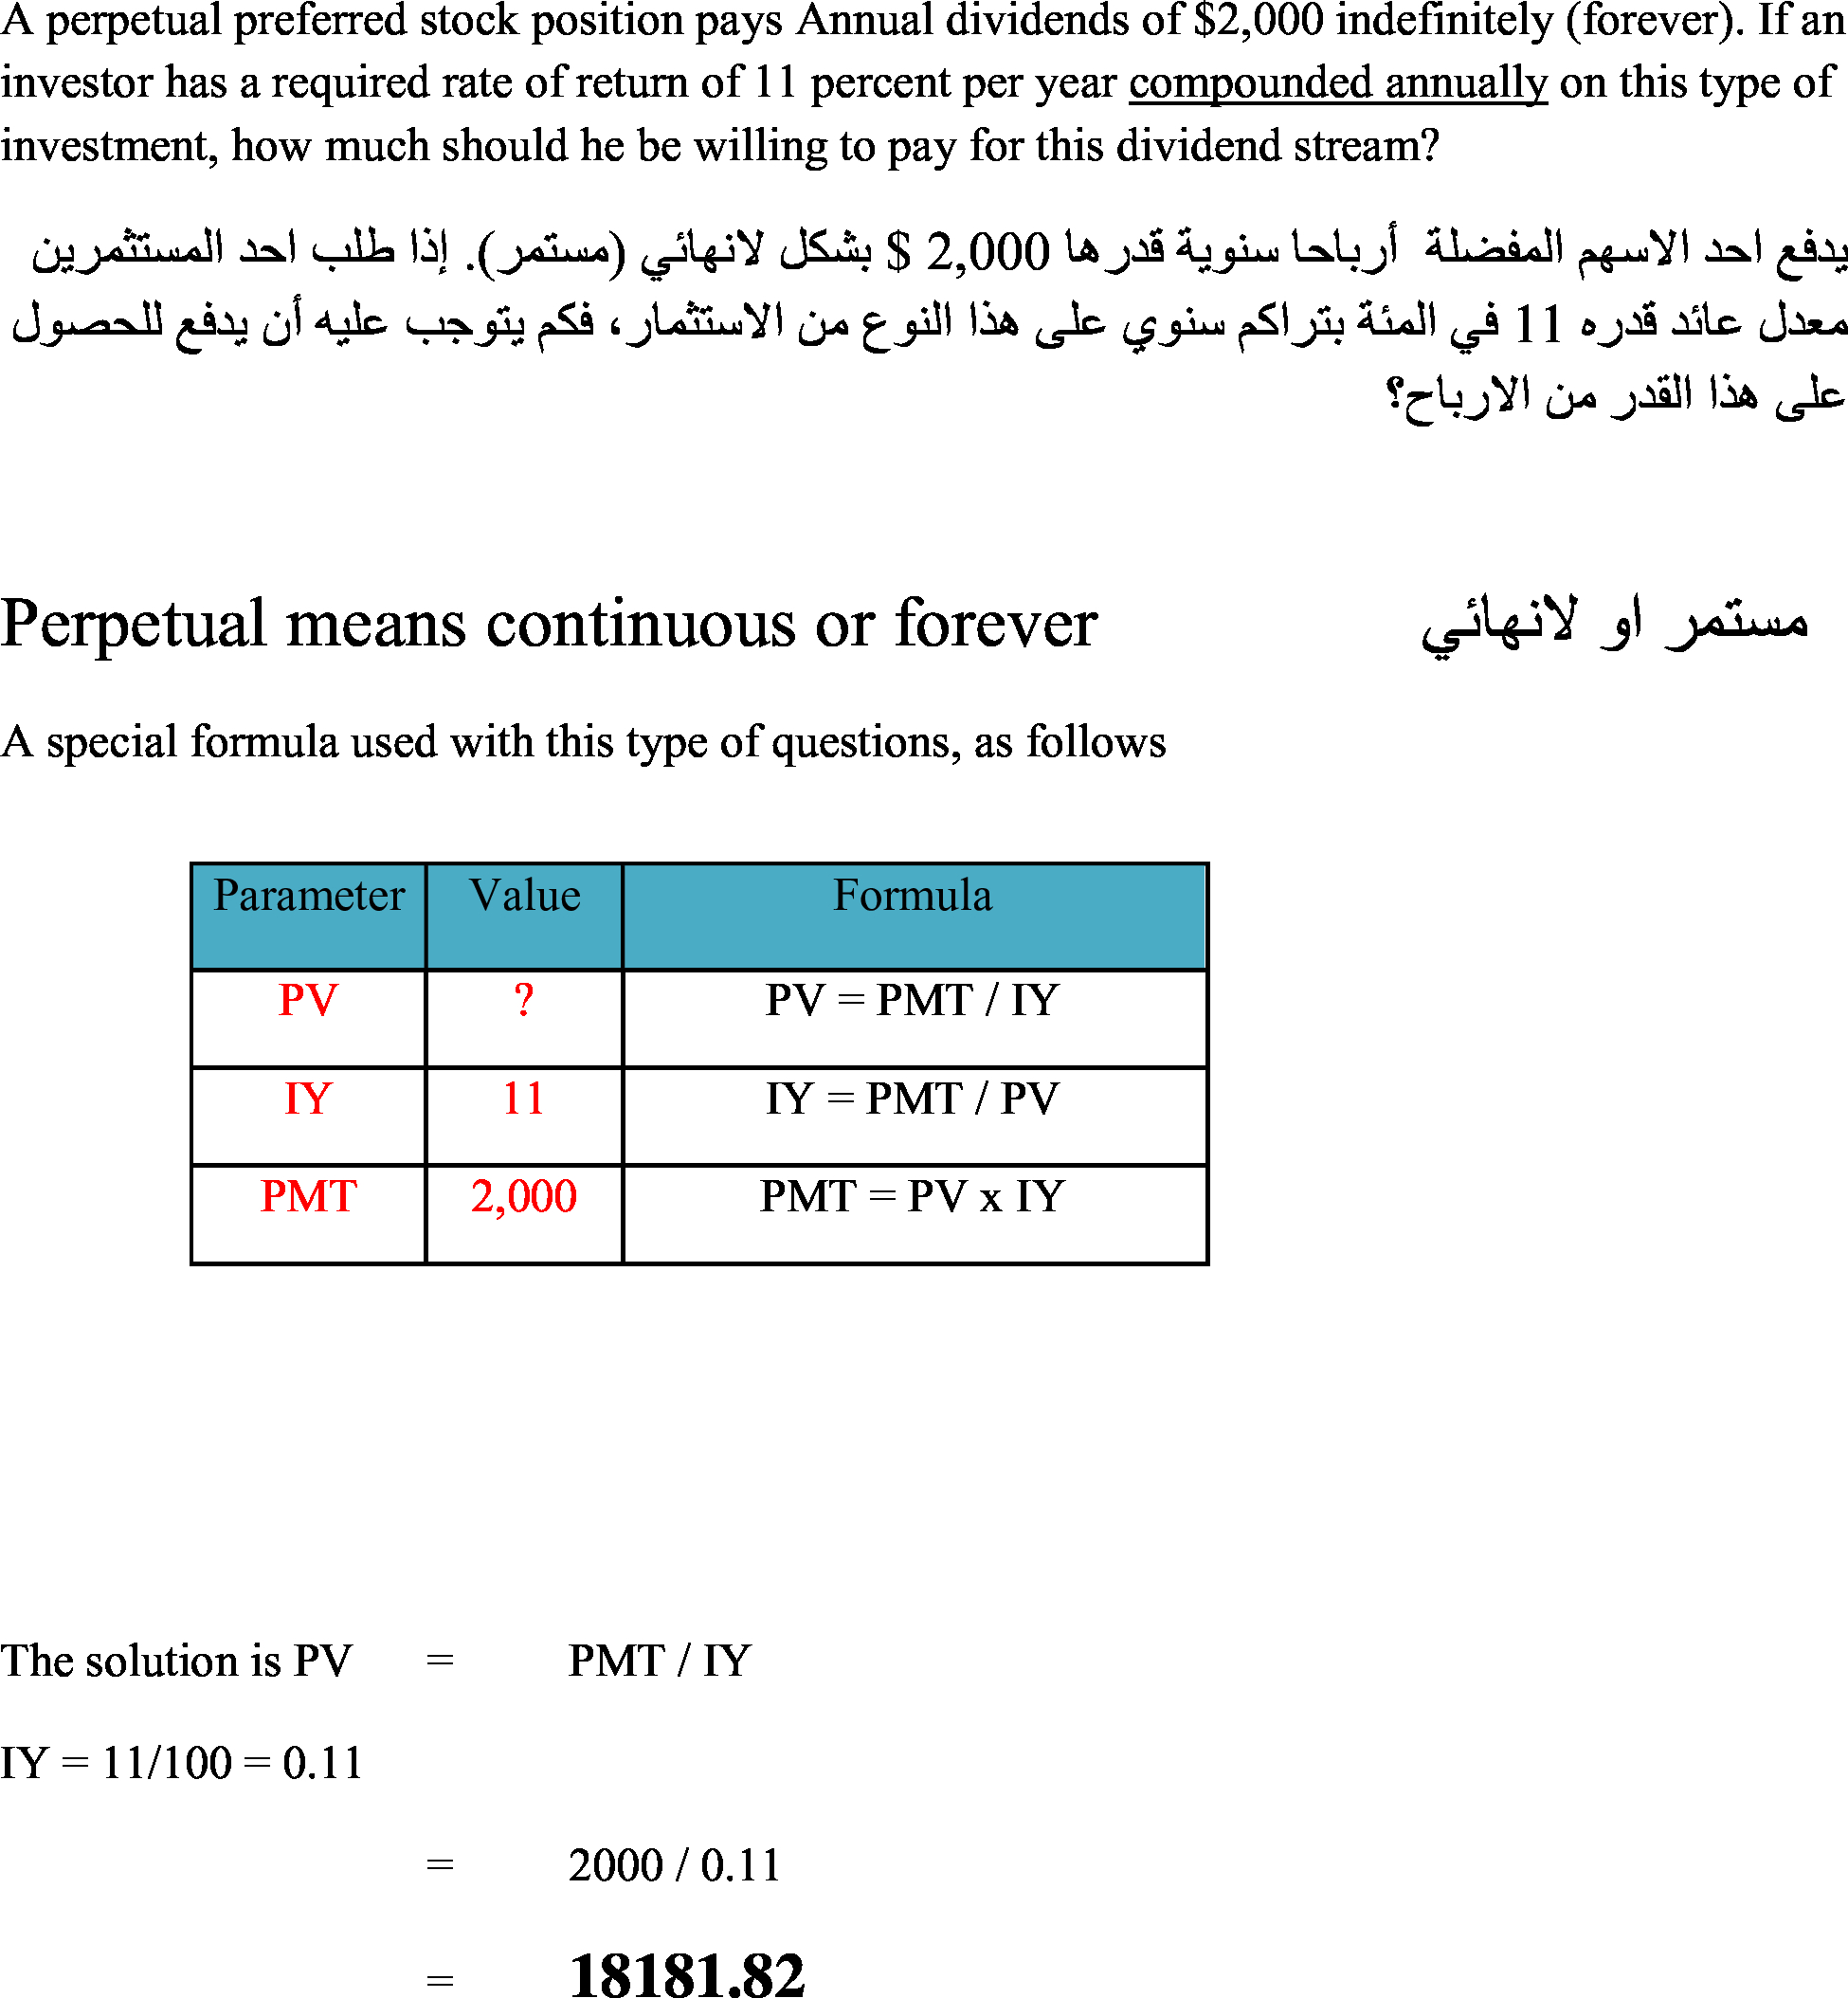 A perpetual preferred stock position pays Annual dividends of $2,000 indefinitely (forever). If an
investor has a required rate of return of 11 percent per year compounded annually on this type of
investment, how much should he be willing to pay for this dividend stream?
يدفع احد الاسهم المفضلة أرباحا سنوية قدرها 2,000 $ بشكل لانهائي (مستمر). إذا طلب احد المستثمرين
معدل عائد قدره 11 في المئة بتراكم سنوي على هذا النوع من الاستثمار، فكم يتوجب عليه أن يدفع للحصول
على هذا القدر من الارباح؟
Perpetual means continuous or forever مستمر او لانهائي
A special formula used with this type of questions, as follows
Parameter Value Formula
PV ? PV = PMT / IY
IY 11 IY = PMT / PV
PMT 2,000 PMT = PV x IY
The solution is PV = PMT / IY
IY = 11/100 = 0.11
= 2000 / 0.11
= 18181.82